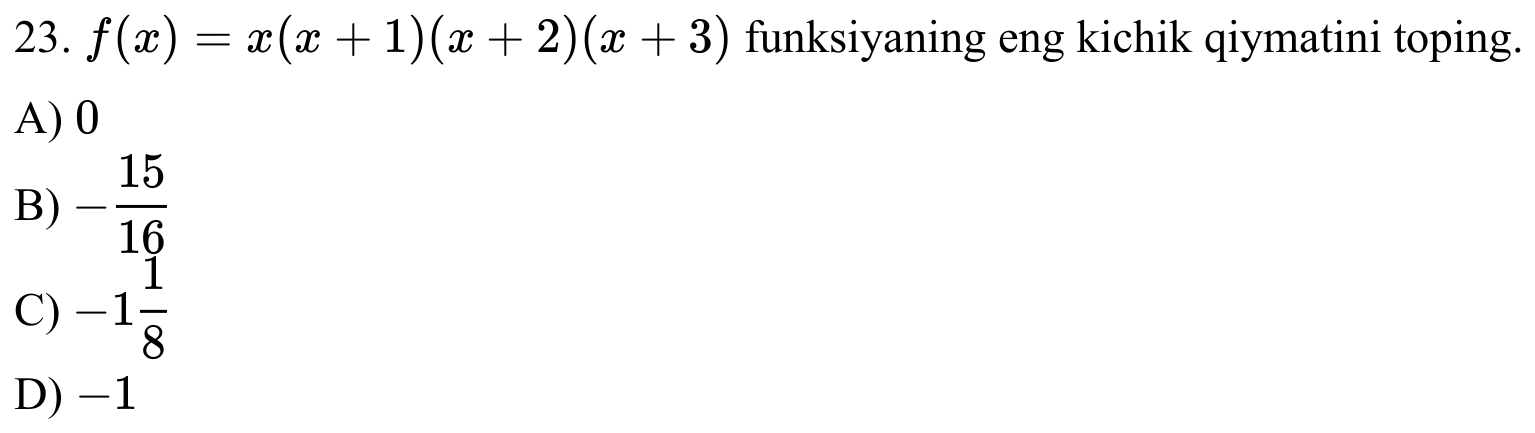 23. f(x) = x(x + 1)(x + 2)(x + 3) funksiyaning eng kichik qiymatini toping.
A) 0
B) −15/16
C) −1 1/8
D) −1